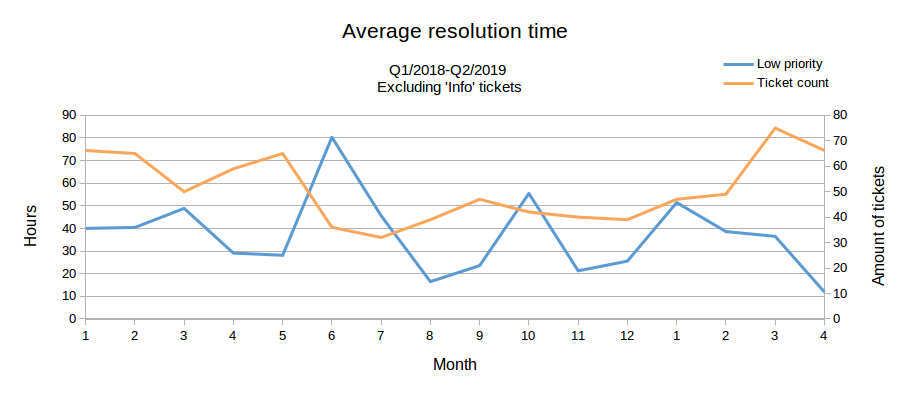 Average resolution time
Q1/2018-Q2/2019
Excluding 'Info' tickets
Low priority
Ticket count
90
80
70
60
50
40
30
20
10
0
Hours
80
70
60
50
40
30
20
10
0
Amount of tickets
1 2 3 4 5 6 7 8 9 10 11 12 1 2 3 4
Month